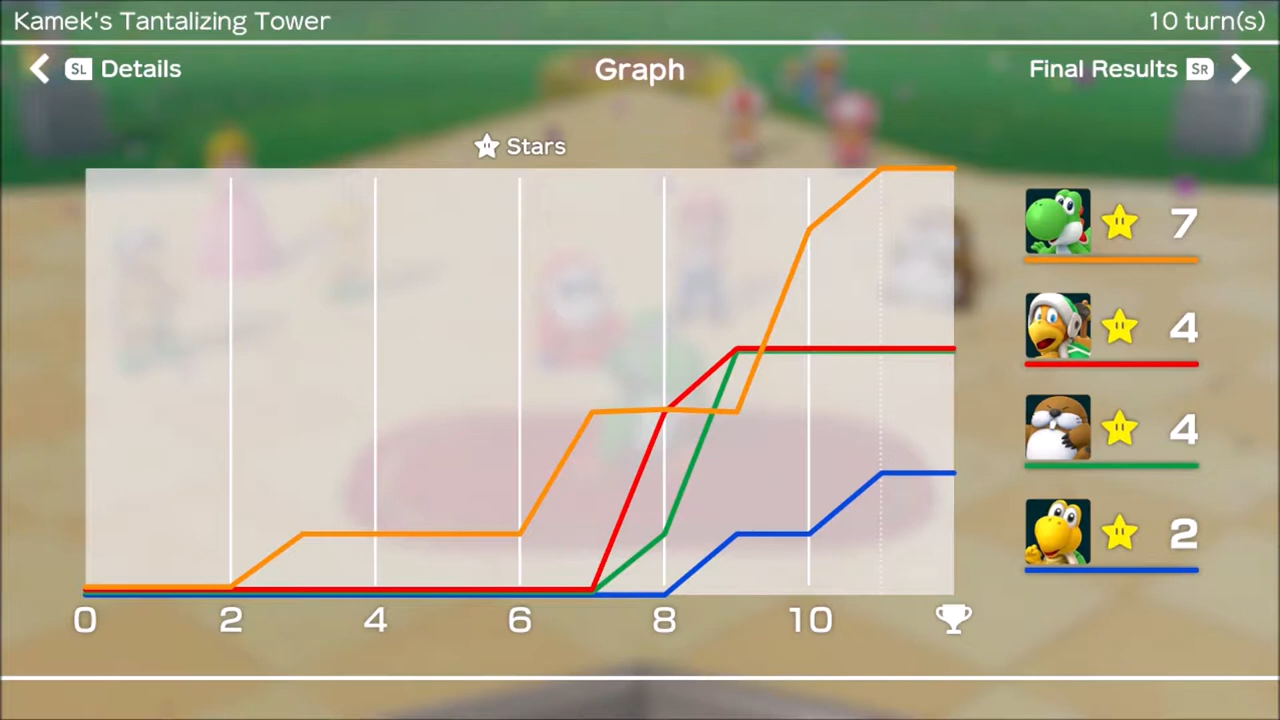 Kamek's Tantalizing Tower 10 turn(s)
SL Details Graph Final Results SR
Stars
7
4
4
2
0 2 4 6 8 10